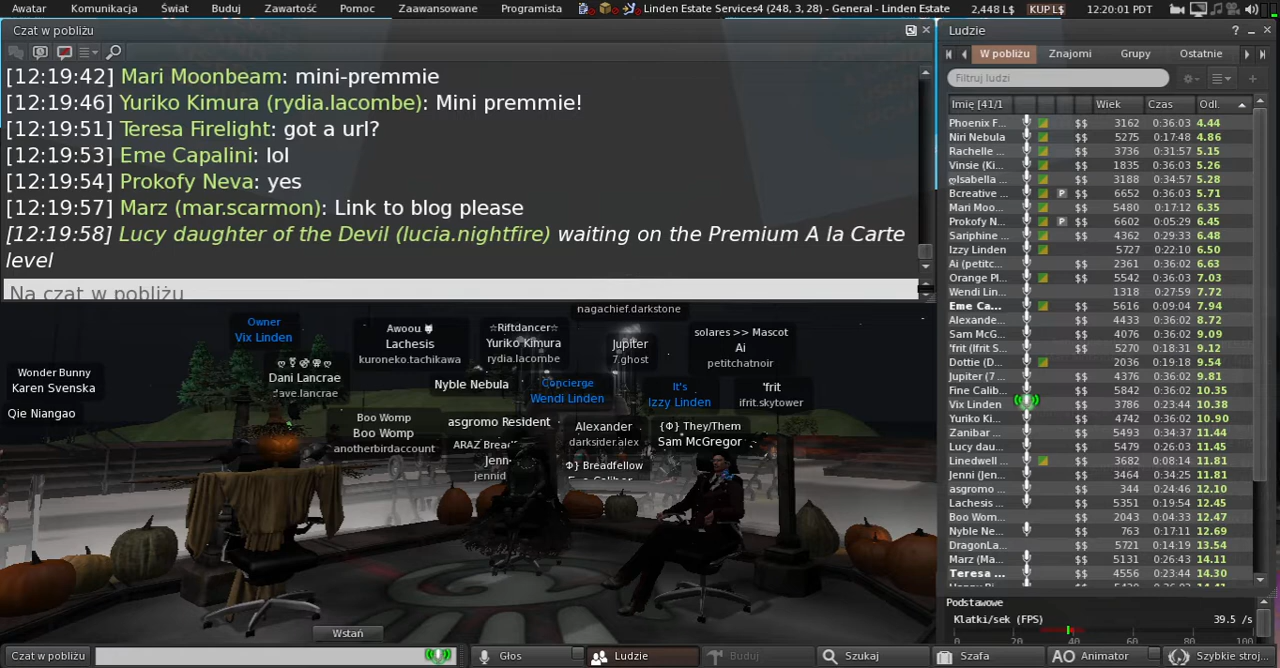 Awatar Komunikacja Świat Buduj Zawartość Pomoc Zaawansowane Programista Linden Estate Services4 (248, 3, 28) - General - Linden Estate 2,448 L$ KUP L$ 12:20:01 PDT
Czat w pobliżu
[12:19:42] Mari Moonbeam: mini-premmie
[12:19:46] Yuriko Kimura (rydia.lacombe): Mini premmie!
[12:19:51] Teresa Firelight: got a url?
[12:19:53] Eme Capalini: lol
[12:19:54] Prokofy Neva: yes
[12:19:57] Marz (mar.scarmon): Link to blog please
[12:19:58] Lucy daughter of the Devil (lucia.nightfire) waiting on the Premium A la Carte
level
Na czat w pobliżu
nagachief.darkstone
Owner
Vix Linden
Awoou
Lachesis
kuroneko.tachikawa
☆Riftdancer☆
Yuriko Kimura
rydia.lacombe
Jupiter
7.ghost
solares >> Mascot
Ai
petitchatnoir
Wonder Bunny
Karen Svenska
Dani Lancrae
dave.lancrae
Nyble Nebula
Concierge
Wendi Linden
It's
Izzy Linden
'frit
ifrit.skytower
Qie Niangao
Boo Womp
Boo Womp
anotherbirdaccount
asgromo Resident
Alexander
darksider.alex
{Φ} They/Them
Sam McGregor
ARAZ Bread
Jenn
jennid
Φ} Breadfellow
Wstań
Ludzie
W pobliżu Znajomi Grupy Ostatnie
Filtruj ludzi
Imię [41/1 Wiek Czas Odl.
Phoenix F... $$ 3162 0:36:03 4.44
Niri Nebula $$ 5275 0:17:48 4.86
Rachelle ... $$ 3736 0:31:57 5.15
Vinsie (Ki... $$ 1835 0:36:03 5.26
ღIsabella ... $$ 3188 0:34:57 5.28
Bcreative ... P $$ 6652 0:36:03 5.71
Mari Moo... $$ 5480 0:17:12 6.35
Prokofy N... P $$ 6602 0:05:29 6.45
Sariphine ... $$ 4362 0:29:33 6.48
Izzy Linden 5727 0:22:10 6.50
Ai (petitc... $$ 2361 0:36:03 6.63
Orange Pl... $$ 5542 0:36:03 7.03
Wendi Lin... 1318 0:27:59 7.72
Eme Ca... $$ 5616 0:09:04 7.94
Alexande... $$ 4433 0:36:02 8.72
Sam McG... $$ 4076 0:36:02 9.09
'frit (Ifrit S... $$ 5270 0:18:31 9.12
Dottie (D... 2036 0:19:18 9.54
Jupiter (7 ... $$ 4376 0:36:02 9.81
Fine Calib... $$ 5842 0:36:02 10.35
Vix Linden $$ 3786 0:23:44 10.38
Yuriko Ki... $$ 4742 0:36:02 10.90
Zanibar ... $$ 5493 0:34:37 11.44
Lucy dau... $$ 5479 0:26:03 11.45
Linedwell ... $$ 3682 0:08:14 11.81
Jenni (Jen... $$ 3464 0:34:25 11.81
asgromo ... $$ 344 0:24:46 12.10
Lachesis ... $$ 5351 0:19:54 12.45
Boo Wom... $$ 2043 0:04:33 12.47
Nyble Ne... $$ 763 0:17:11 12.69
DragonLa... 5721 0:14:19 13.54
Marz (Ma... $$ 5131 0:26:43 14.11
Teresa ... $$ 4556 0:23:44 14.30
Podstawowe
Klatki/sek (FPS) 39.5 /s
0 20 40 60 80 100
Czat w pobliżu Głos Ludzie Buduj Szukaj Szafa AO Animator Szybkie stroj...